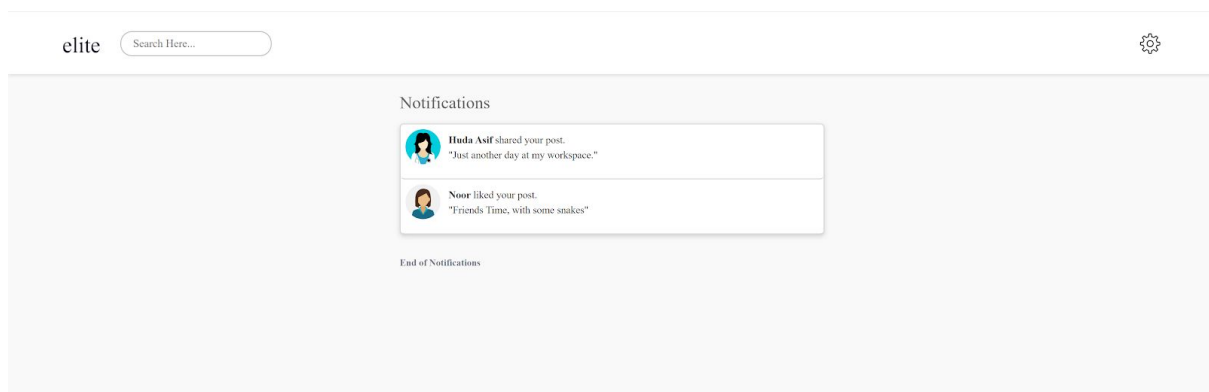 elite
Search Here...
Notifications
Huda Asif shared your post.
"Just another day at my workspace."
Noor liked your post.
"Friends Time, with some snakes"
End of Notifications